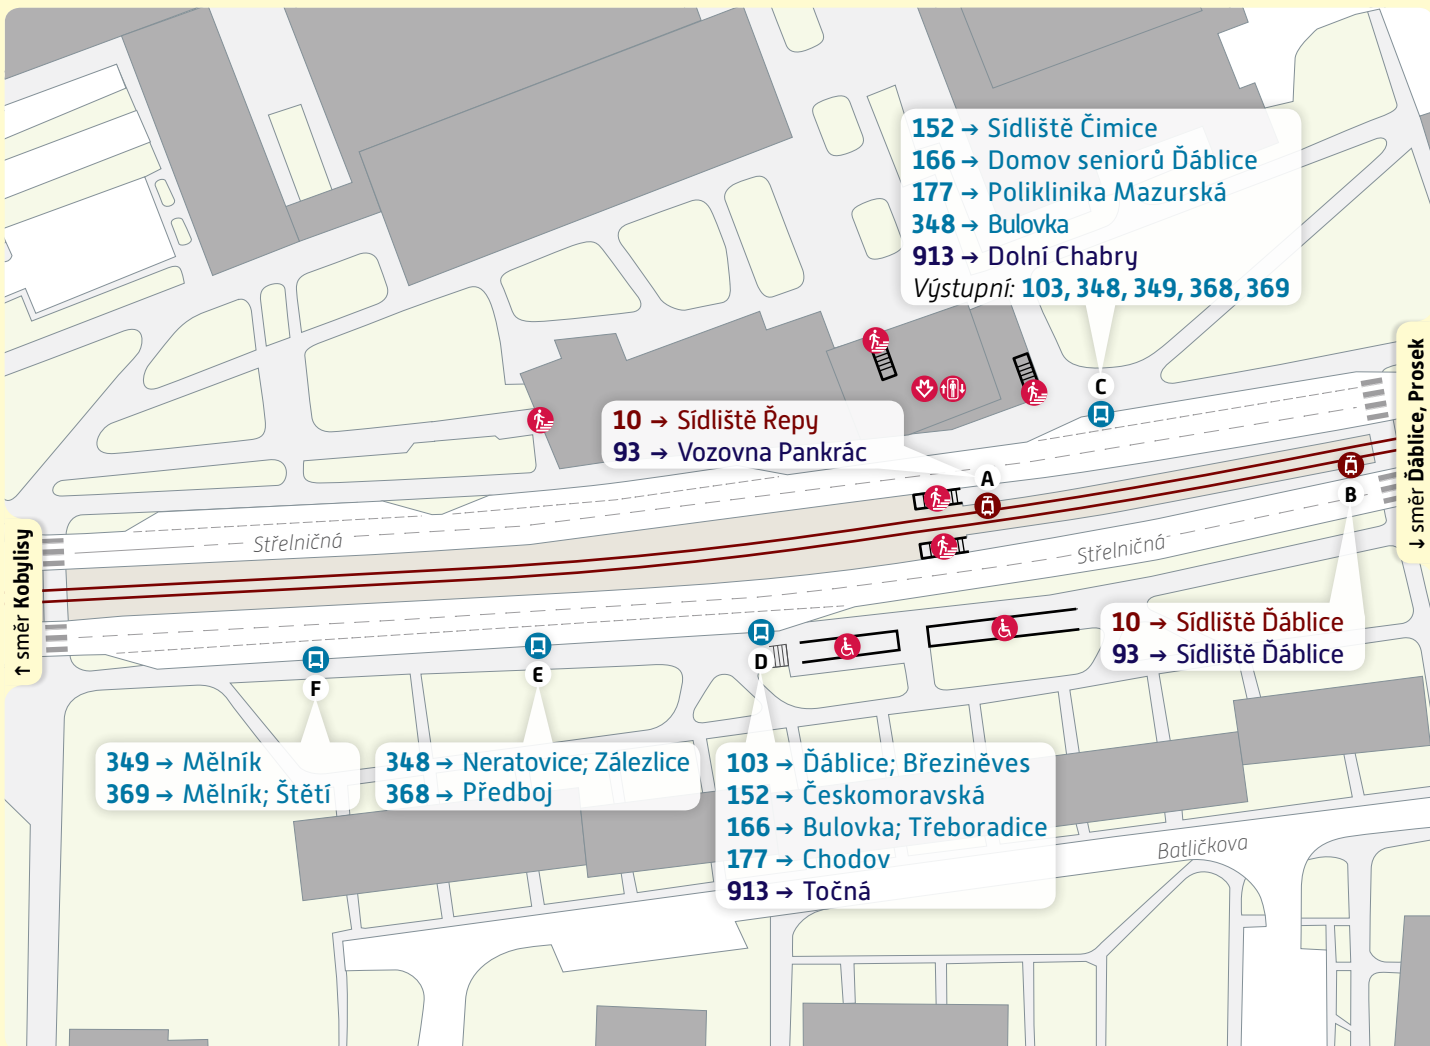 152 → Sídliště Čimice
166 → Domov seniorů Ďáblice
177 → Poliklinika Mazurská
348 → Bulovka
913 → Dolní Chabry
Výstupní: 103, 348, 349, 368, 369
C
10 → Sídliště Řepy
93 → Vozovna Pankrác
A
B
↓ směr Ďáblice, Prosek
↑ směr Kobylisy
Střelničná
Střelničná
10 → Sídliště Ďáblice
93 → Sídliště Ďáblice
D
E
F
349 → Mělník
369 → Mělník; Štětí
348 → Neratovice; Zálezlice
368 → Předboj
103 → Ďáblice; Březiněves
152 → Českomoravská
166 → Bulovka; Třeboradice
177 → Chodov
913 → Točná
Batličkova